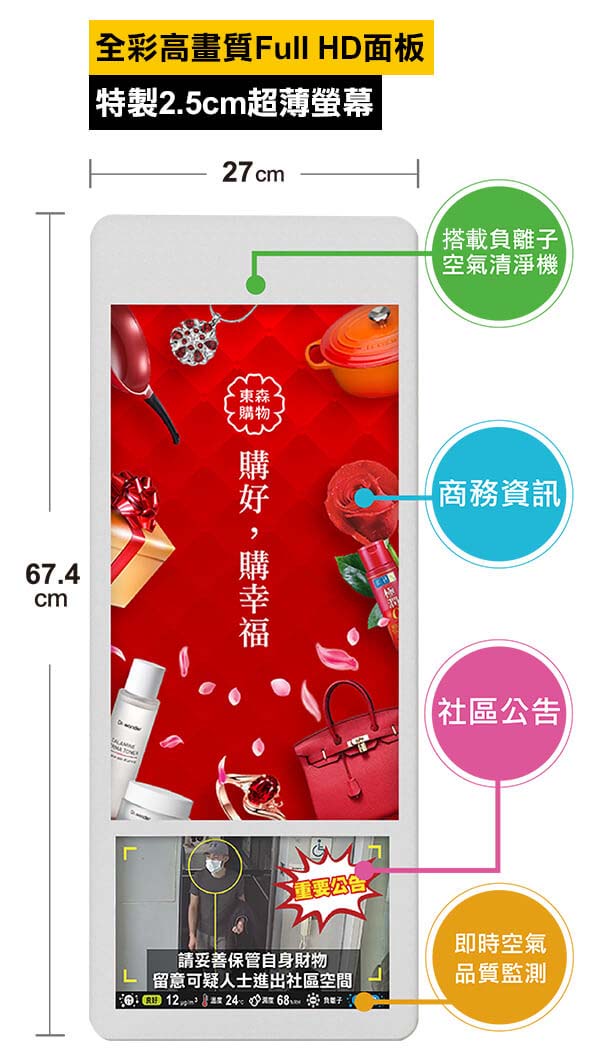 全彩高畫質Full HD面板
特製2.5cm超薄螢幕
27cm
搭載負離子
空氣清淨機
東森
購物
購好，購幸福
商務資訊
67.4
cm
社區公告
Dr.wonder
Dr.wonder
重要公告
請妥善保管自身財物
留意可疑人士進出社區空間
良好 12 μg/m³ 溫度 24°C 濕度 68%RH 負離子
即時空氣
品質監測